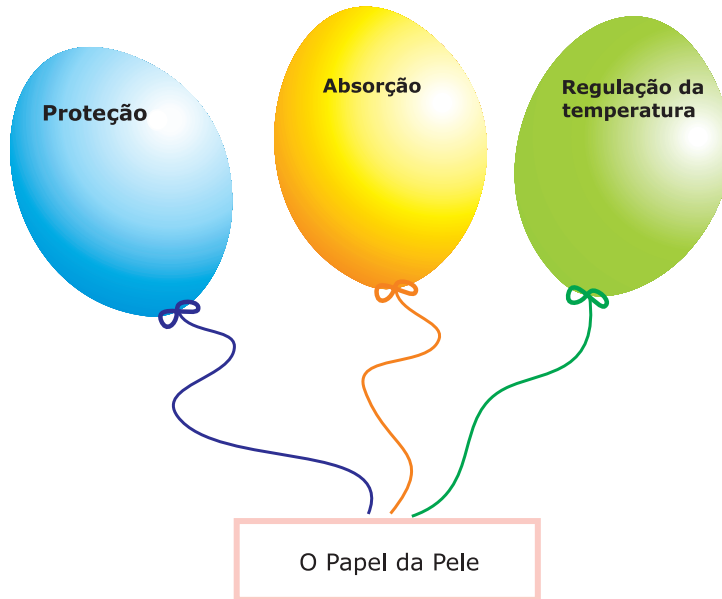 Proteção
Absorção
Regulação da
temperatura
O Papel da Pele